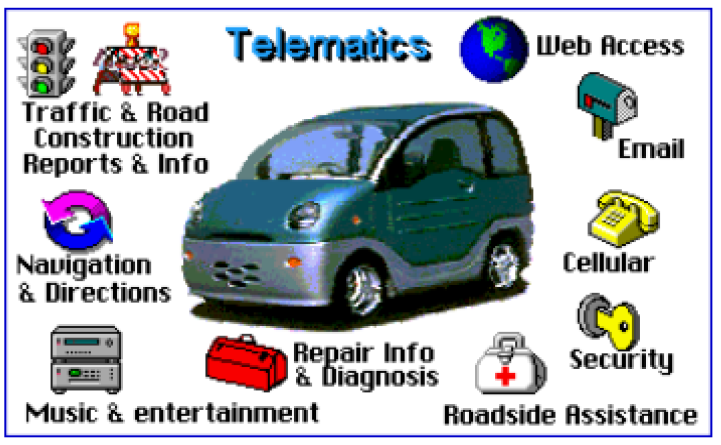 Telematics
Web Access
Traffic & Road
Construction
Reports & Info
Email
Navigation
& Directions
Cellular
Security
Repair Info
& Diagnosis
Music & entertainment
Roadside Assistance